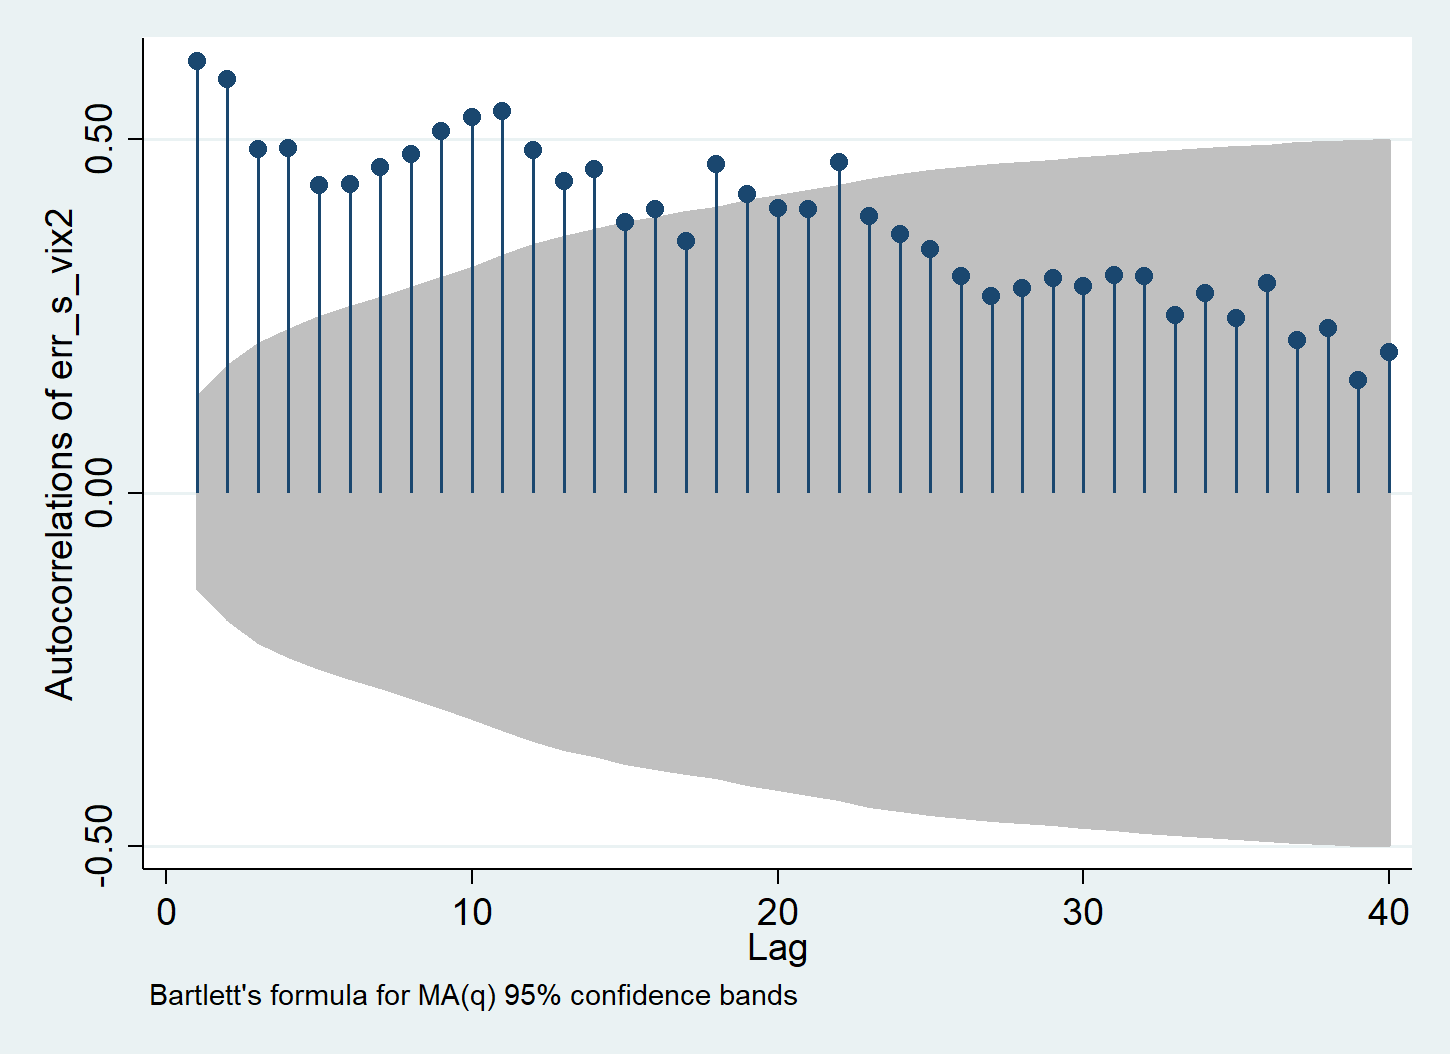 Autocorrelations of err_s_vix2
0.50
0.00
-0.50
0
10
20
30
40
Lag
Bartlett's formula for MA(q) 95% confidence bands